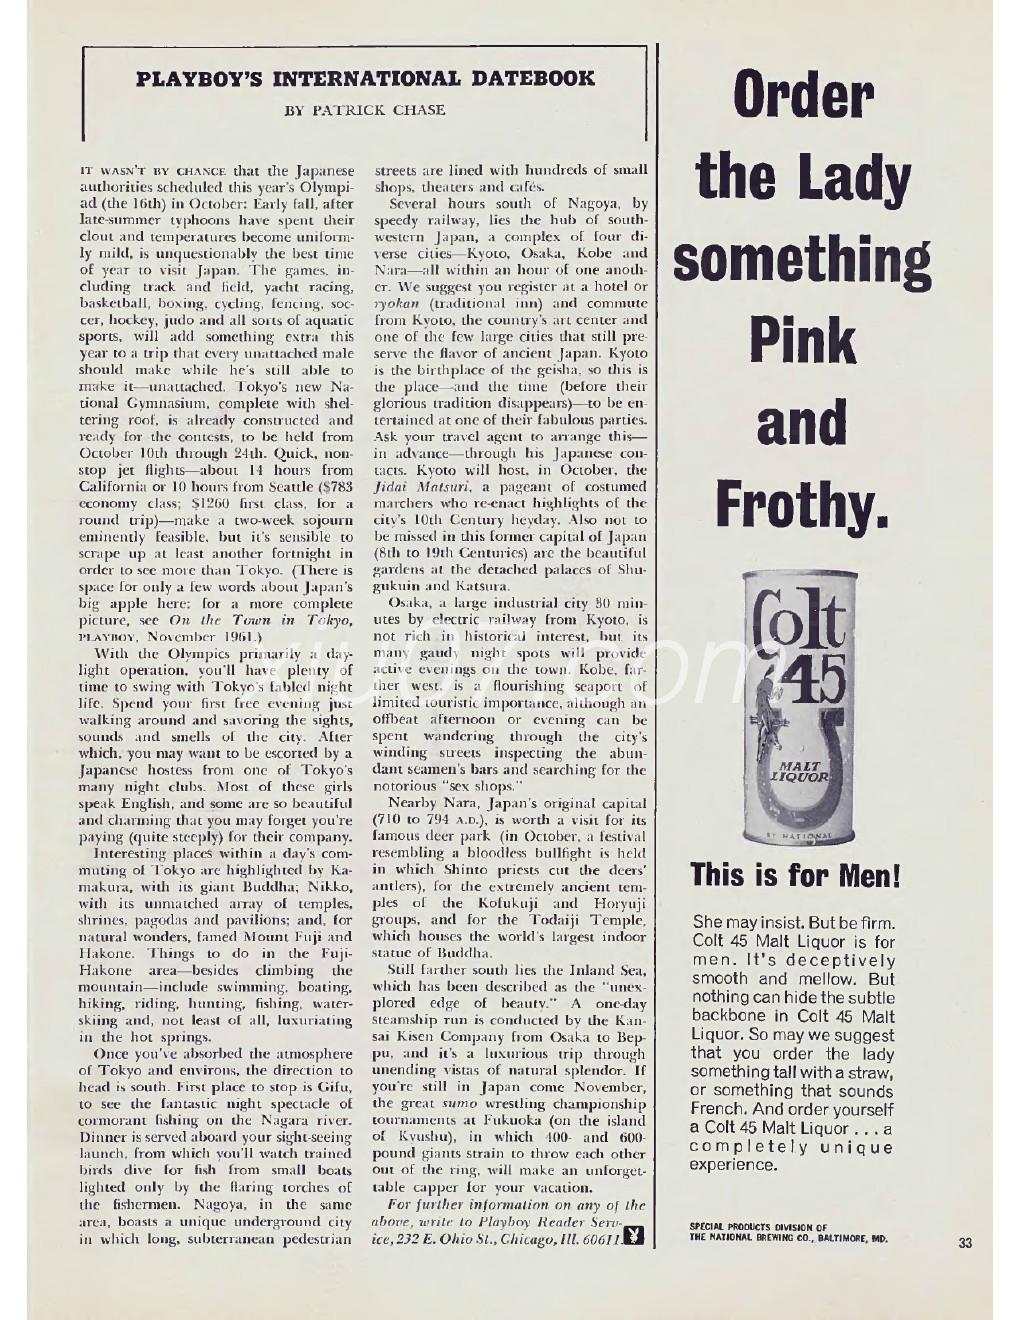 PLAYBOY'S INTERNATIONAL DATEBOOK
BY PATRICK CHASE
IT WASN'T BY CHANCE that the Japanese
authorities scheduled this year's Olympi-
ad (the 16th) in October: Early fall, after
late-summer typhoons have spent their
clout and temperatures become uniform-
ly mild, is unquestionably the best time
of year to visit Japan. The games, in-
cluding track and field, yacht racing,
basketball, boxing, cycling, fencing, soc-
cer, hockey, judo and all sorts of aquatic
sports, will add something extra this
year to a trip that every unattached male
should make while he's still able to
make it—unattached. Tokyo's new Na-
tional Gymnasium, complete with shel-
tering roof, is already constructed and
ready for the contests, to be held from
October 10th through 24th. Quick, non-
stop jet flights—about 14 hours from
California or 10 hours from Seattle ($783
economy class; $1260 first class, for a
round trip)—make a two-week sojourn
eminently feasible, but it's sensible to
scrape up at least another fortnight in
order to see more than Tokyo. (There is
space for only a few words about Japan's
big apple here; for a more complete
picture, see On the Town in Tokyo,
PLAYBOY, November 1961.)
With the Olympics primarily a day-
light operation, you'll have plenty of
time to swing with Tokyo's fabled night
life. Spend your first free evening just
walking around and savoring the sights,
sounds and smells of the city. After
which, you may want to be escorted by a
Japanese hostess from one of Tokyo's
many night clubs. Most of these girls
speak English, and some are so beautiful
and charming that you may forget you're
paying (quite steeply) for their company.
Interesting places within a day's com-
muting of Tokyo are highlighted by Ka-
makura, with its giant Buddha; Nikko,
with its unmatched array of temples,
shrines, pagodas and pavilions; and, for
natural wonders, famed Mount Fuji and
Hakone. Things to do in the Fuji-
Hakone area—besides climbing the
mountain—include swimming, boating,
hiking, riding, hunting, fishing, water-
skiing and, not least of all, luxuriating
in the hot springs.
Once you've absorbed the atmosphere
of Tokyo and environs, the direction to
head is south. First place to stop is Gifu,
to see the fantastic night spectacle of
cormorant fishing on the Nagara river.
Dinner is served aboard your sight-seeing
launch, from which you'll watch trained
birds dive for fish from small boats
lighted only by the flaring torches of
the fishermen. Nagoya, in the same
area, boasts a unique underground city
in which long, subterranean pedestrian
streets are lined with hundreds of small
shops, theaters and cafés.
Several hours south of Nagoya, by
speedy railway, lies the hub of south-
western Japan, a complex of four di-
verse cities—Kyoto, Osaka, Kobe and
Nara—all within an hour of one anoth-
er. We suggest you register at a hotel or
ryokan (traditional inn) and commute
from Kyoto, the country's art center and
one of the few large cities that still pre-
serve the flavor of ancient Japan. Kyoto
is the birthplace of the geisha, so this is
the place—and the time (before their
glorious tradition disappears)—to be en-
tertained at one of their fabulous parties.
Ask your travel agent to arrange this—
in advance—through his Japanese con-
tacts. Kyoto will host, in October, the
Jidai Matsuri, a pageant of costumed
marchers who re-enact highlights of the
city's 10th Century heyday. Also not to
be missed in this former capital of Japan
(8th to 19th Centuries) are the beautiful
gardens at the detached palaces of Shu-
gukuin and Katsura.
Osaka, a large industrial city 80 min-
utes by electric railway from Kyoto, is
not rich in historical interest, but its
many gaudy night spots will provide
active evenings on the town. Kobe, far-
ther west, is a flourishing seaport of
limited touristic importance, although an
offbeat afternoon or evening can be
spent wandering through the city's
winding streets inspecting the abun-
dant seamen's bars and searching for the
notorious "sex shops."
Nearby Nara, Japan's original capital
(710 to 794 A.D.), is worth a visit for its
famous deer park (in October, a festival
resembling a bloodless bullfight is held
in which Shinto priests cut the deers'
antlers), for the extremely ancient tem-
ples of the Kofukuji and Horyuji
groups, and for the Todaiji Temple,
which houses the world's largest indoor
statue of Buddha.
Still farther south lies the Inland Sea,
which has been described as the "unex-
plored edge of beauty." A one-day
steamship run is conducted by the Kan-
sai Kisen Company from Osaka to Bep-
pu, and it's a luxurious trip through
unending vistas of natural splendor. If
you're still in Japan come November,
the great sumo wrestling championship
tournaments at Fukuoka (on the island
of Kyushu), in which 400- and 600-
pound giants strain to throw each other
out of the ring, will make an unforget-
table capper for your vacation.
For further information on any of the
above, write to Playboy Reader Serv-
ice, 232 E. Ohio St., Chicago, Ill. 60611.
Order
the Lady
something
Pink
and
Frothy.
Colt
45
MALT
LIQUOR
BY NATIONAL
This is for Men!
She may insist. But be firm.
Colt 45 Malt Liquor is for
men. It's deceptively
smooth and mellow. But
nothing can hide the subtle
backbone in Colt 45 Malt
Liquor. So may we suggest
that you order the lady
something tall with a straw,
or something that sounds
French. And order yourself
a Colt 45 Malt Liquor . . . a
completely unique
experience.
SPECIAL PRODUCTS DIVISION OF
THE NATIONAL BREWING CO., BALTIMORE, MD.
33